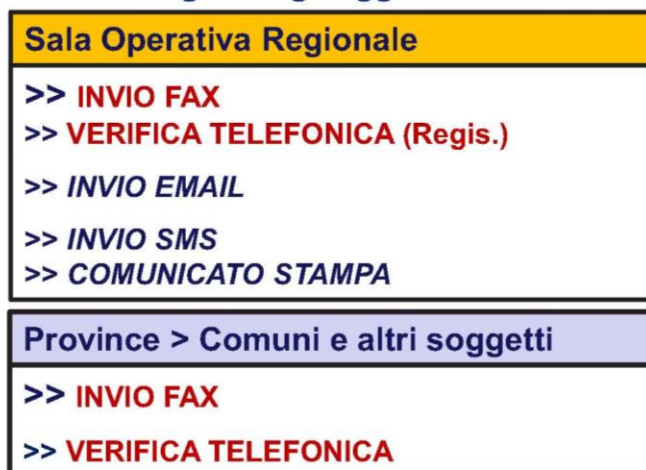 Sala Operativa Regionale
>> INVIO FAX
>> VERIFICA TELEFONICA (Regis.)
>> INVIO EMAIL
>> INVIO SMS
>> COMUNICATO STAMPA
Province > Comuni e altri soggetti
>> INVIO FAX
>> VERIFICA TELEFONICA